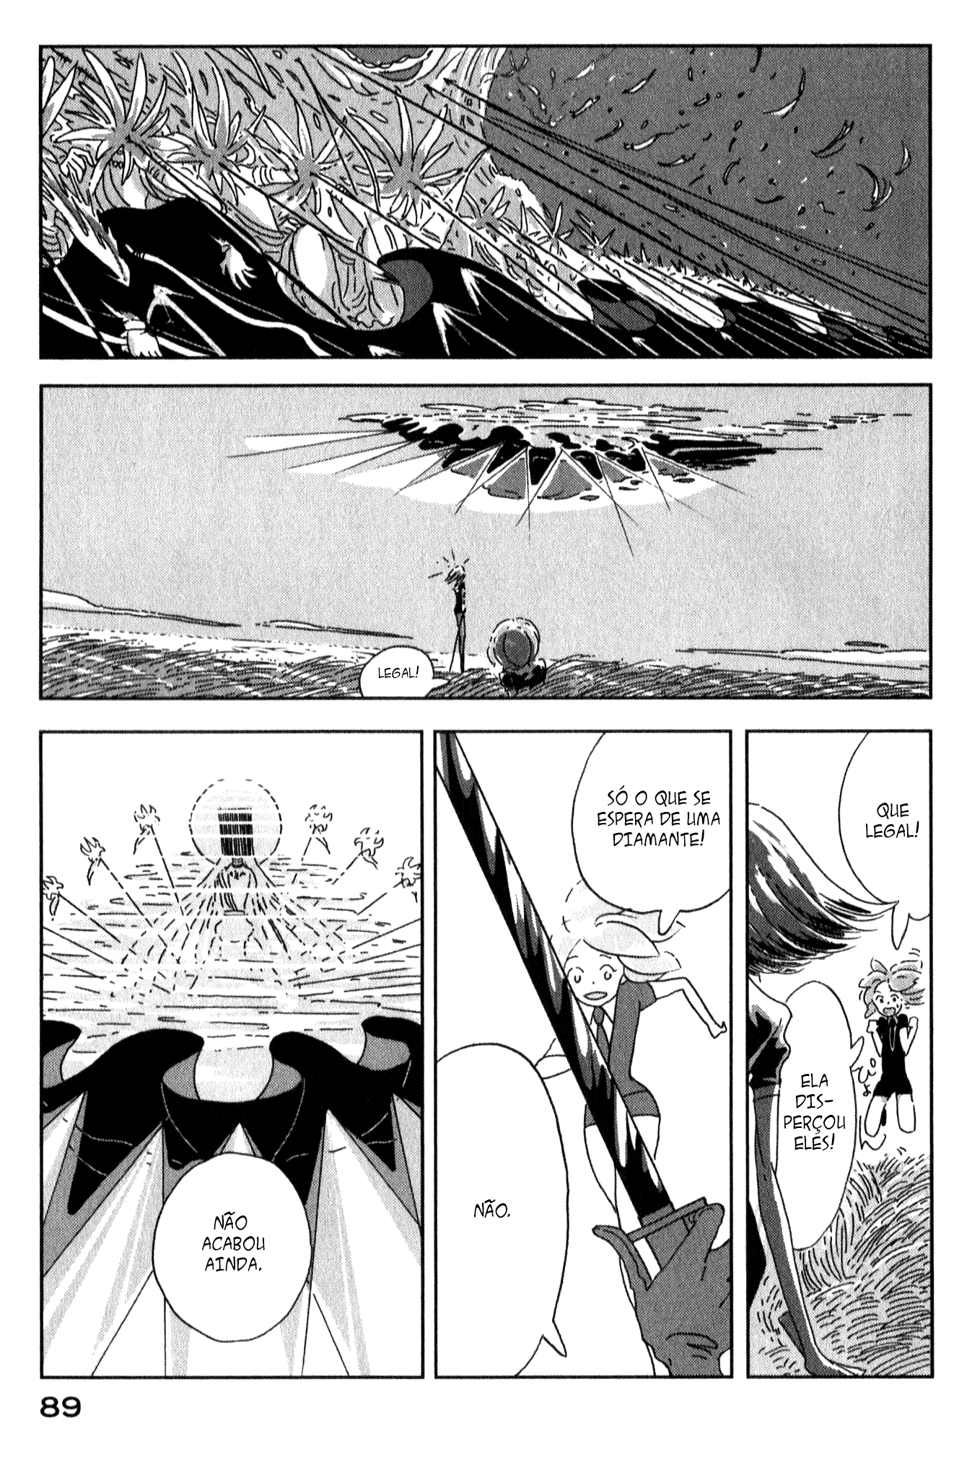 LEGAL!
QUE
LEGAL!
ELA
DIS-
PERÇOU
ELES!
SÓ O QUE SE
ESPERA DE UMA
DIAMANTE!
NÃO.
NÃO
ACABOU
AINDA.
89